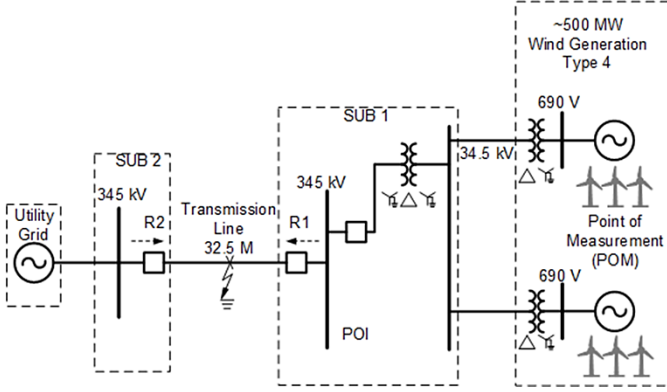 ~500 MW
Wind Generation
Type 4
690 V
SUB 1
34.5 kV
SUB 2
345 kV
345 kV
Utility
Grid
R2
Transmission
Line
32.5 M
R1
Point of
Measurement
(POM)
690 V
POI